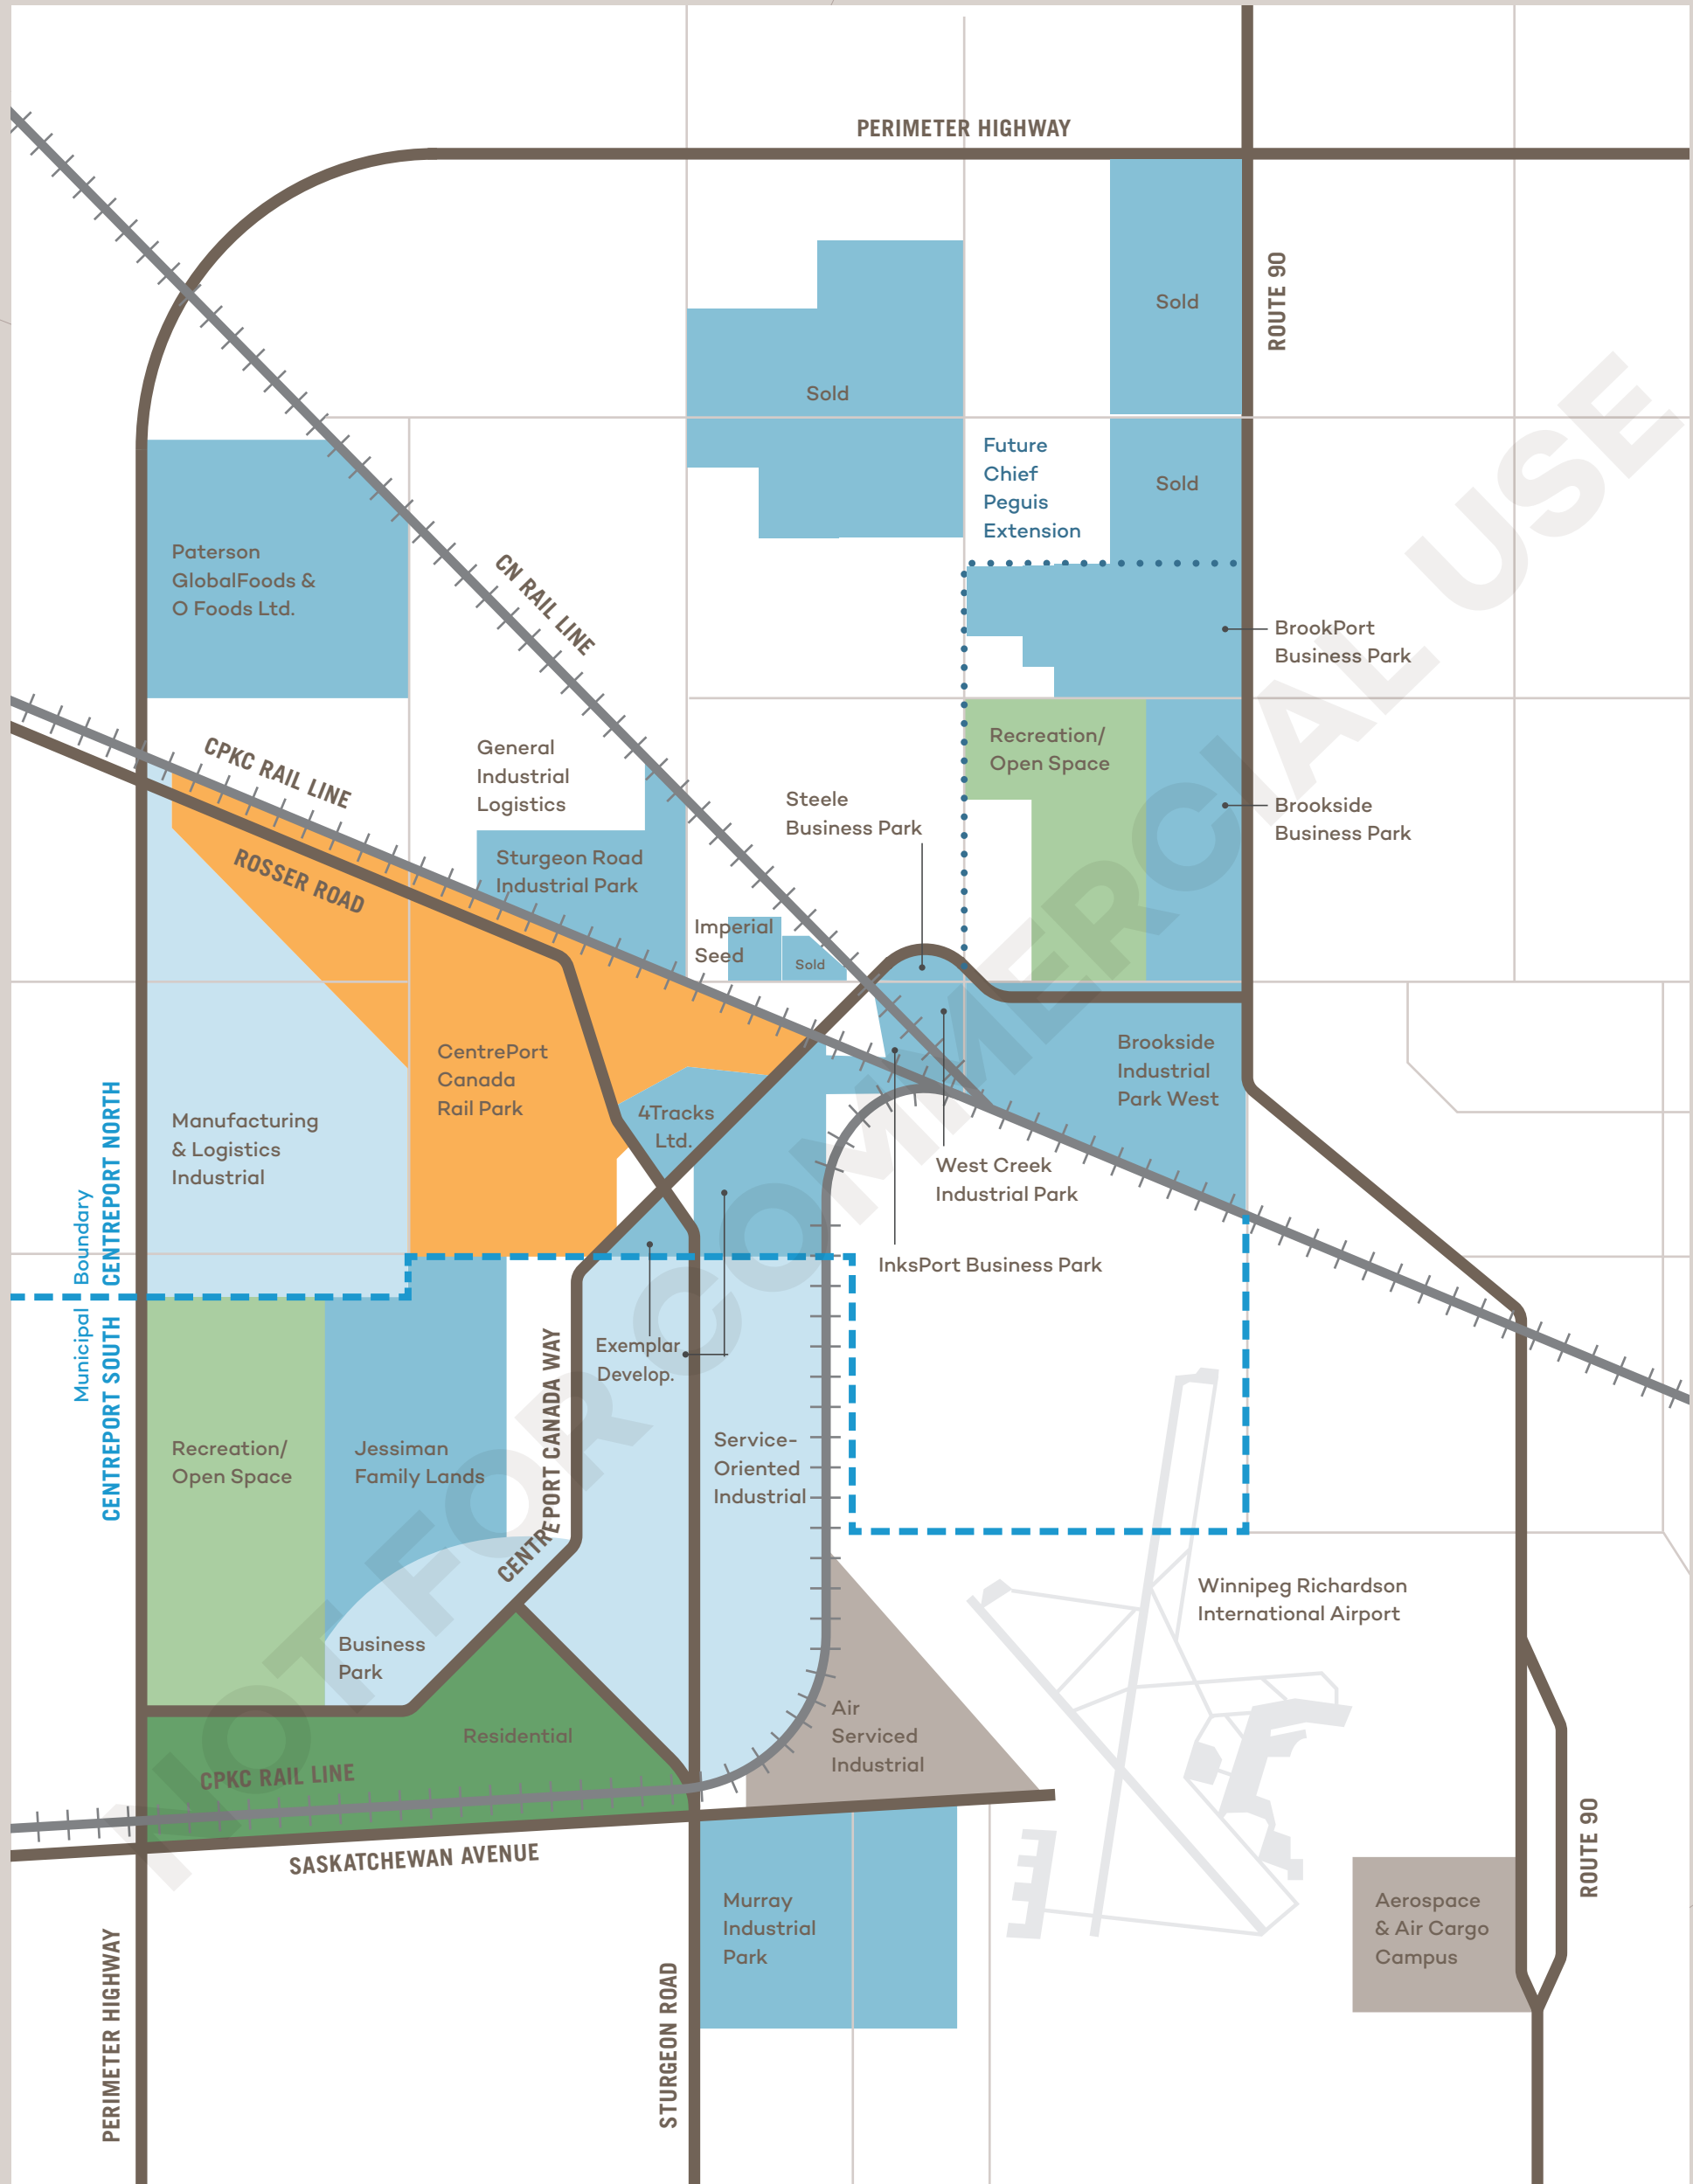 PERIMETER HIGHWAY
ROUTE 90
Sold
Sold
Sold
Future
Chief
Peguis
Extension
Paterson
GlobalFoods &
O Foods Ltd.
CN RAIL LINE
BrookPort
Business Park
CPKC RAIL LINE
ROSSER ROAD
General
Industrial
Logistics
Recreation/
Open Space
Steele
Business Park
Brookside
Business Park
Sturgeon Road
Industrial Park
Imperial
Seed
Sold
CentrePort
Canada
Rail Park
Brookside
Industrial
Park West
4Tracks
Ltd.
Manufacturing
& Logistics
Industrial
West Creek
Industrial Park
InksPort Business Park
Municipal Boundary
CENTREPORT NORTH
CENTREPORT SOUTH
Exemplar
Develop.
CENTREPORT CANADA WAY
Recreation/
Open Space
Jessiman
Family Lands
Service-
Oriented
Industrial
Winnipeg Richardson
International Airport
Business
Park
Residential
Air
Serviced
Industrial
CPKC RAIL LINE
SASKATCHEWAN AVENUE
Murray
Industrial
Park
Aerospace
& Air Cargo
Campus
ROUTE 90
PERIMETER HIGHWAY
STURGEON ROAD
NOT FOR COMMERCIAL USE